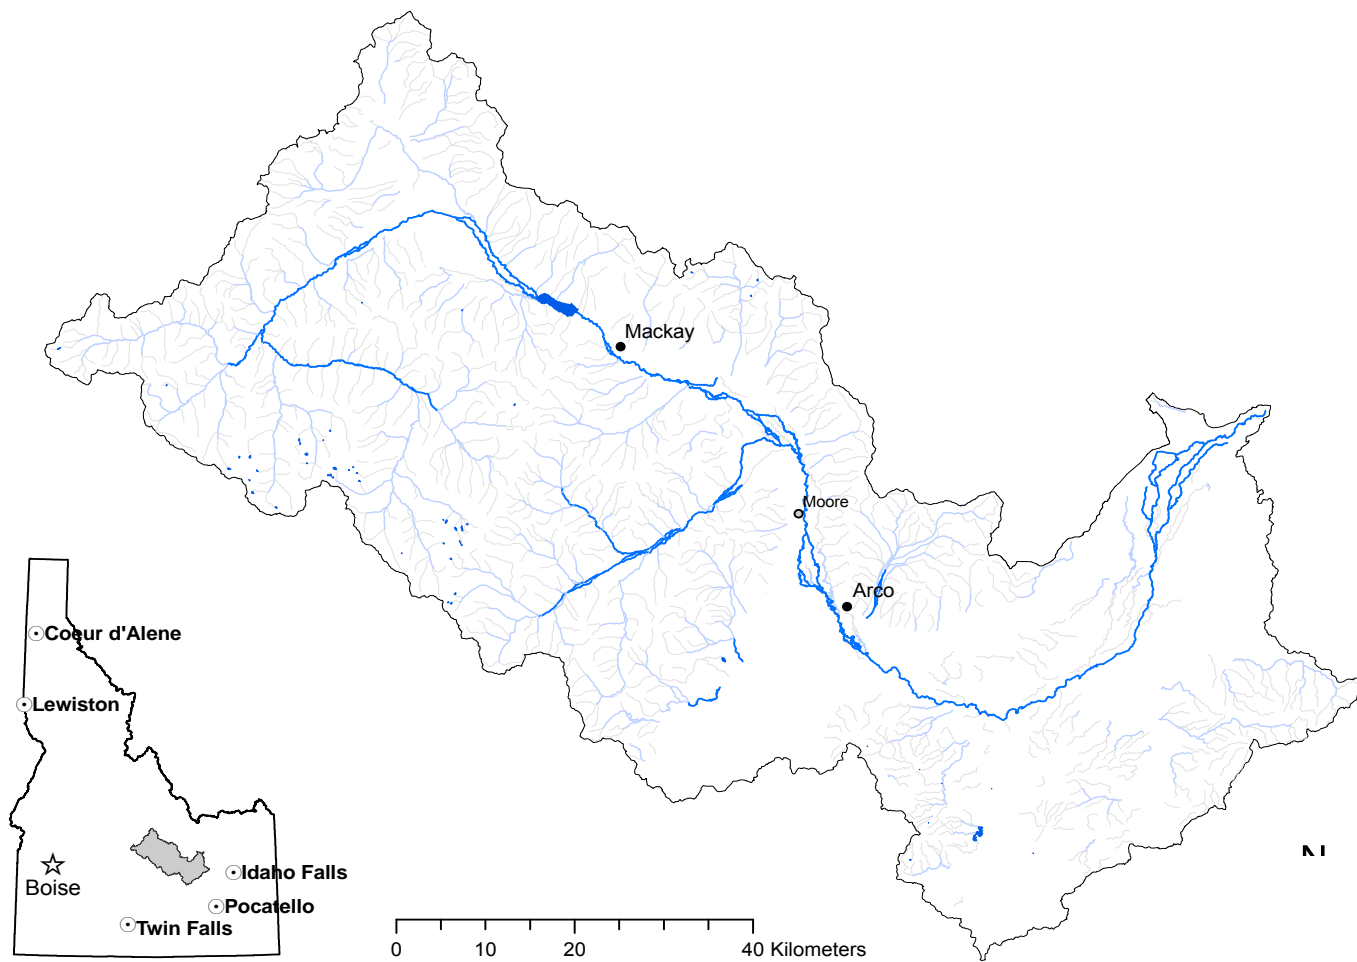 Mackay
Moore
Arco
Coeur d'Alene
Lewiston
Boise
Idaho Falls
Pocatello
Twin Falls
0 10 20 40 Kilometers